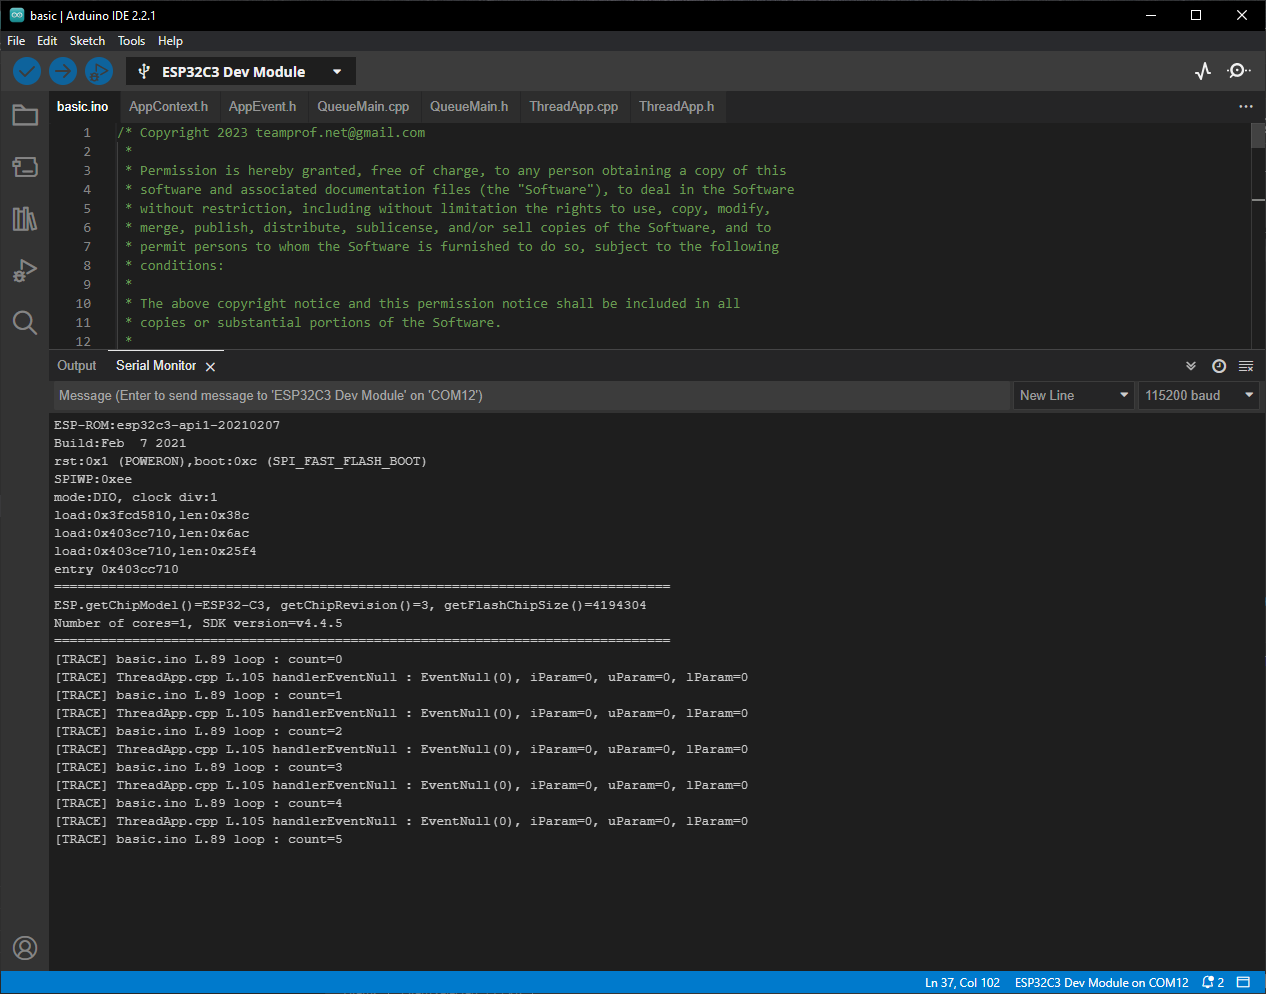 basic | Arduino IDE 2.2.1
File Edit Sketch Tools Help
ESP32C3 Dev Module
basic.ino AppContext.h AppEvent.h QueueMain.cpp QueueMain.h ThreadApp.cpp ThreadApp.h
1 /* Copyright 2023 teamprof.net@gmail.com
2 *
3 * Permission is hereby granted, free of charge, to any person obtaining a copy of this
4 * software and associated documentation files (the "Software"), to deal in the Software
5 * without restriction, including without limitation the rights to use, copy, modify,
6 * merge, publish, distribute, sublicense, and/or sell copies of the Software, and to
7 * permit persons to whom the Software is furnished to do so, subject to the following
8 * conditions:
9 *
10 * The above copyright notice and this permission notice shall be included in all
11 * copies or substantial portions of the Software.
12 *
Output Serial Monitor
Message (Enter to send message to 'ESP32C3 Dev Module' on 'COM12') New Line 115200 baud
ESP-ROM:esp32c3-api1-20210207
Build:Feb  7 2021
rst:0x1 (POWERON),boot:0xc (SPI_FAST_FLASH_BOOT)
SPIWP:0xee
mode:DIO, clock div:1
load:0x3fcd5810,len:0x38c
load:0x403cc710,len:0x6ac
load:0x403ce710,len:0x25f4
entry 0x403cc710
===============================================================================
ESP.getChipModel()=ESP32-C3, getChipRevision()=3, getFlashChipSize()=4194304
Number of cores=1, SDK version=v4.4.5
===============================================================================
[TRACE] basic.ino L.89 loop : count=0
[TRACE] ThreadApp.cpp L.105 handlerEventNull : EventNull(0), iParam=0, uParam=0, lParam=0
[TRACE] basic.ino L.89 loop : count=1
[TRACE] ThreadApp.cpp L.105 handlerEventNull : EventNull(0), iParam=0, uParam=0, lParam=0
[TRACE] basic.ino L.89 loop : count=2
[TRACE] ThreadApp.cpp L.105 handlerEventNull : EventNull(0), iParam=0, uParam=0, lParam=0
[TRACE] basic.ino L.89 loop : count=3
[TRACE] ThreadApp.cpp L.105 handlerEventNull : EventNull(0), iParam=0, uParam=0, lParam=0
[TRACE] basic.ino L.89 loop : count=4
[TRACE] ThreadApp.cpp L.105 handlerEventNull : EventNull(0), iParam=0, uParam=0, lParam=0
[TRACE] basic.ino L.89 loop : count=5
Ln 37, Col 102 ESP32C3 Dev Module on COM12 2